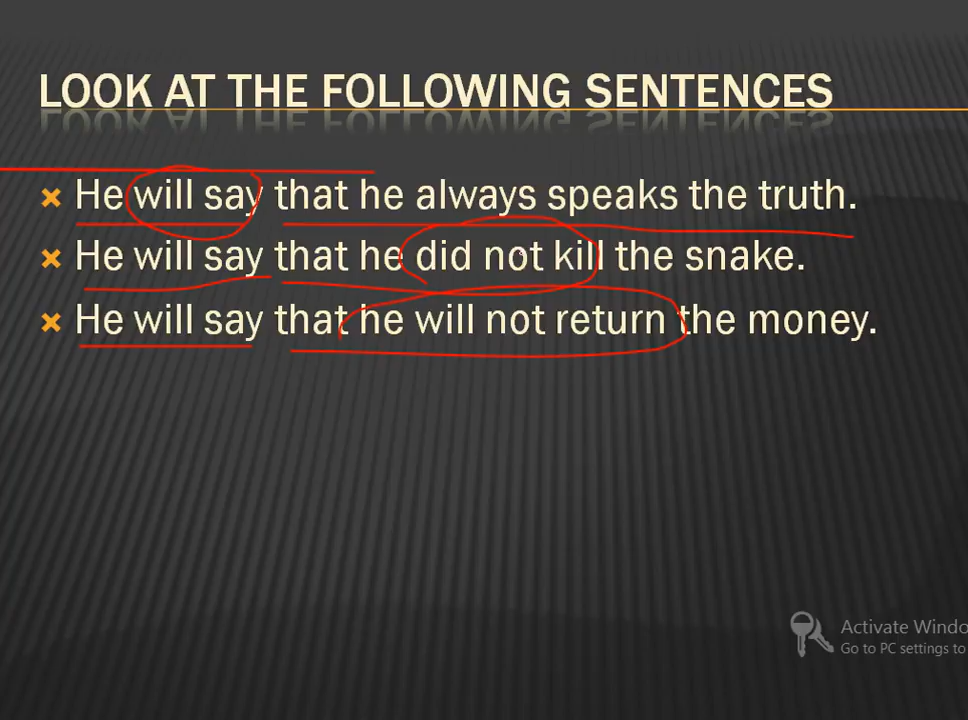 LOOK AT THE FOLLOWING SENTENCES
He will say that he always speaks the truth.
He will say that he did not kill the snake.
He will say that he will not return the money.
Activate Windo
Go to PC settings to